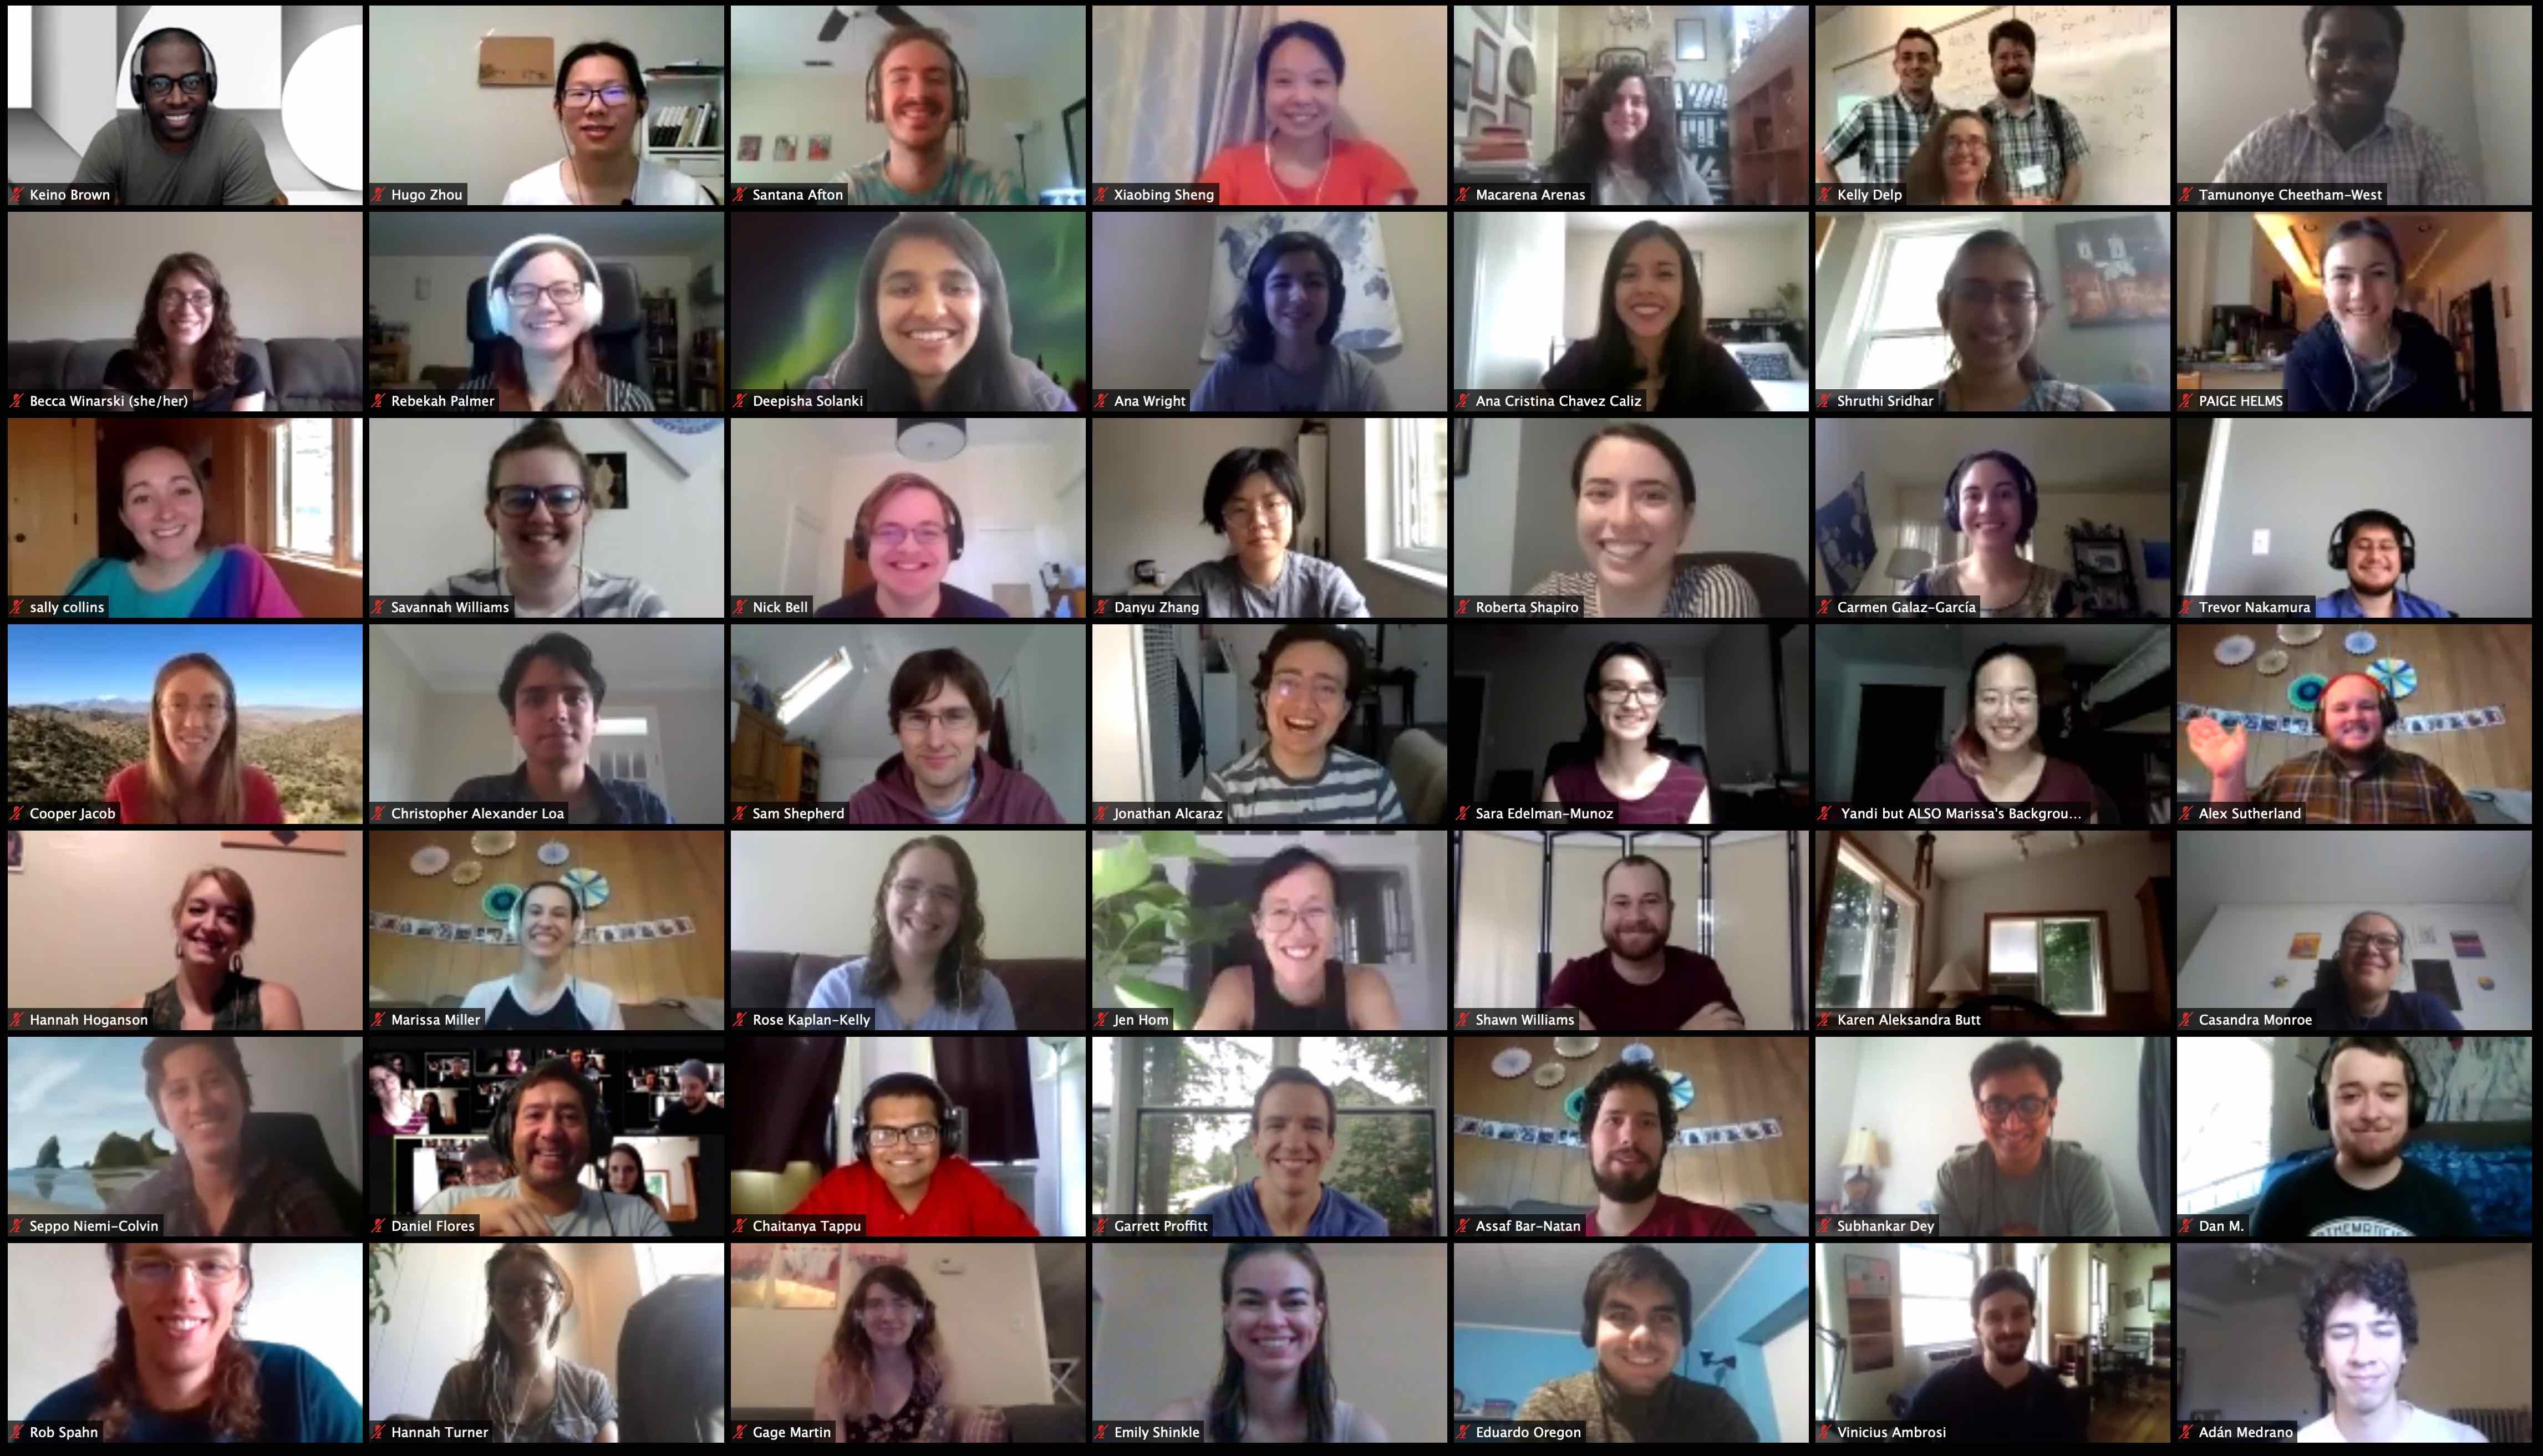 Keino Brown
Hugo Zhou
Santana Afton
Xiaobing Sheng
Macarena Arenas
Kelly Delp
Tamunonye Cheetham-West
Becca Winarski (she/her)
Rebekah Palmer
Deepisha Solanki
Ana Wright
Ana Cristina Chavez Caliz
Shruthi Sridhar
PAIGE HELMS
sally collins
Savannah Williams
Nick Bell
Danyu Zhang
Roberta Shapiro
Carmen Galaz-García
Trevor Nakamura
Cooper Jacob
Christopher Alexander Loa
Sam Shepherd
Jonathan Alcaraz
Sara Edelman-Munoz
Yandi but ALSO Marissa's Backgrou...
Alex Sutherland
Hannah Hoganson
Marissa Miller
Rose Kaplan-Kelly
Jen Hom
Shawn Williams
Karen Aleksandra Butt
Casandra Monroe
Seppo Niemi-Colvin
Daniel Flores
Chaitanya Tappu
Garrett Proffitt
Assaf Bar-Natan
Subhankar Dey
Dan M.
Rob Spahn
Hannah Turner
Gage Martin
Emily Shinkle
Eduardo Oregon
Vinicius Ambrosi
Adán Medrano